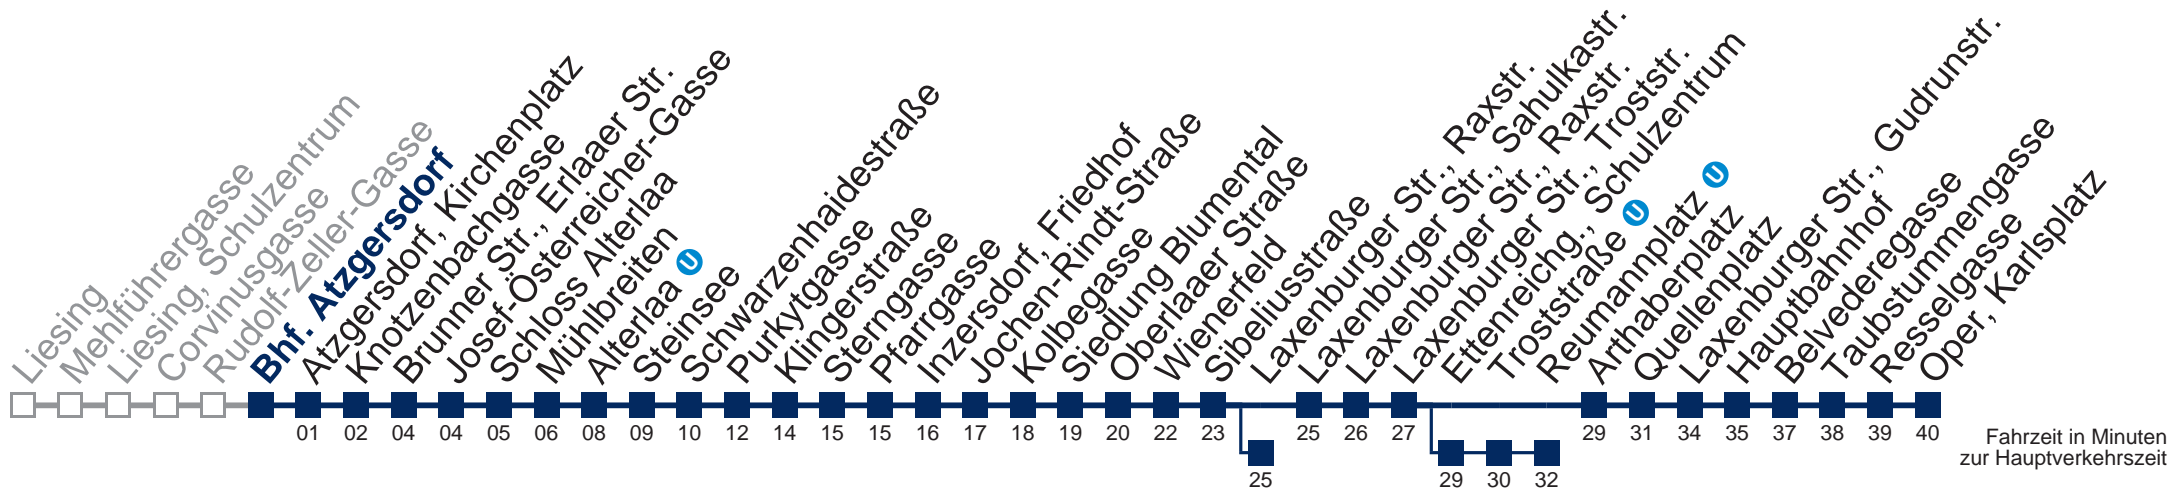 Liesing
Mehlführergasse
Liesing, Schulzentrum
Corvinusgasse
Rudolf-Zeller-Gasse
Bhf. Atzgersdorf
Atzgersdorf, Kirchenplatz
Knotzenbachgasse
Brunner Str., Erlaaer Str.
Josef-Österreicher-Gasse
Schloss Alterlaa
Mühlbreiten
Alterlaa U
Steinsee
Schwarzenhaidestraße
Purkytgasse
Klingerstraße
Sterngasse
Pfarrgasse
Inzersdorf, Friedhof
Jochen-Rindt-Straße
Kolbegasse
Siedlung Blumental
Oberlaaer Straße
Wienerfeld
Sibeliusstraße
Laxenburger Str., Raxstr.
Laxenburger Str., Sahulkastr.
Laxenburger Str., Raxstr.
Laxenburger Str., Troststr.
Ettenreichg., Schulzentrum
Troststraße U
Reumannplatz U
Arthaberplatz
Quellenplatz
Laxenburger Str., Gudrunstr.
Hauptbahnhof
Belvederegasse
Taubstummengasse
Resselgasse
Oper, Karlsplatz
01 02 04 04 05 06 08 09 10 12 14 15 15 16 17 18 19 20 22 23 25 26 27 29 31 34 35 37 38 39 40
25 29 30 32
Fahrzeit in Minuten
zur Hauptverkehrszeit